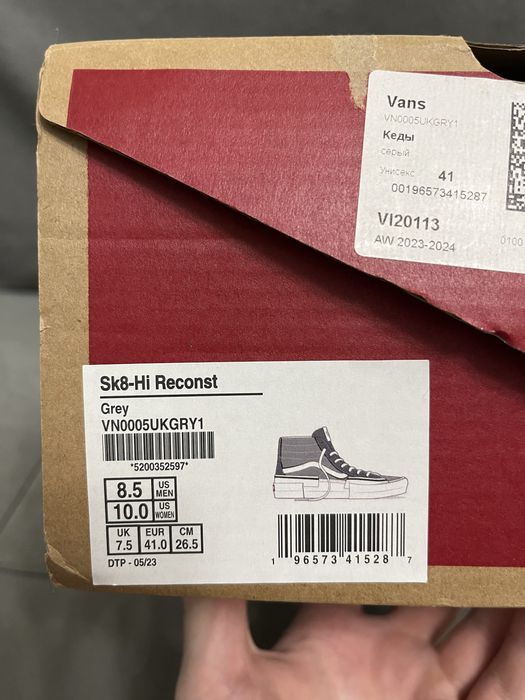 Vans
VN0005UKGRY1
Кеды
серый
Унисекс 41
00196573415287
VI20113
AW 2023-2024
0100
Sk8-Hi Reconst
Grey
VN0005UKGRY1
*5200352597*
8.5 US MEN
10.0 US WOMEN
UK EUR CM
7.5 41.0 26.5
DTP - 05/23
1 96573 41528 7